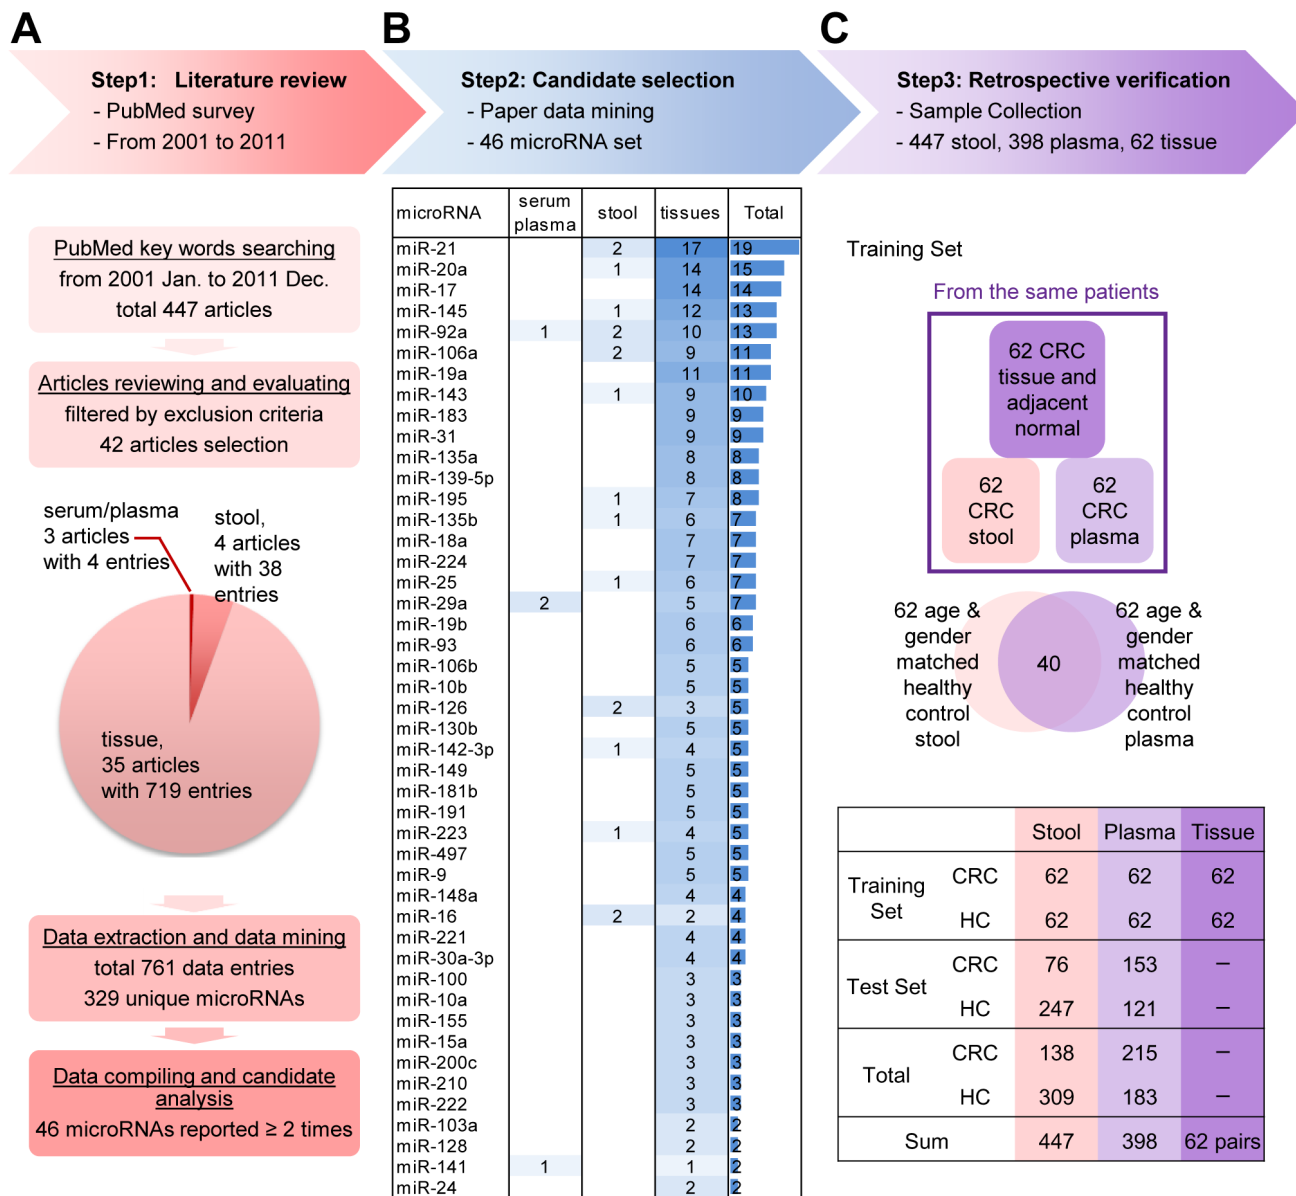 A
Step1: Literature review
- PubMed survey
- From 2001 to 2011
PubMed key words searching
from 2001 Jan. to 2011 Dec.
total 447 articles
Articles reviewing and evaluating
filtered by exclusion criteria
42 articles selection
serum/plasma
3 articles
with 4 entries
stool,
4 articles
with 38
entries
tissue,
35 articles
with 719 entries
Data extraction and data mining
total 761 data entries
329 unique microRNAs
Data compiling and candidate
analysis
46 microRNAs reported ≥ 2 times
B
Step2: Candidate selection
- Paper data mining
- 46 microRNA set
microRNA serum plasma stool tissues Total
miR-21 2 17 19
miR-20a 1 14 15
miR-17 14 14
miR-145 1 12 13
miR-92a 1 2 10 13
miR-106a 2 9 11
miR-19a 11 11
miR-143 1 9 10
miR-183 9 9
miR-31 9 9
miR-135a 8 8
miR-139-5p 8 8
miR-195 1 7 8
miR-135b 1 6 7
miR-18a 7 7
miR-224 7 7
miR-25 1 6 7
miR-29a 2 5 7
miR-19b 6 6
miR-93 6 6
miR-106b 5 5
miR-10b 5 5
miR-126 2 3 5
miR-130b 5 5
miR-142-3p 1 4 5
miR-149 5 5
miR-181b 5 5
miR-191 5 5
miR-223 1 4 5
miR-497 5 5
miR-9 5 5
miR-148a 4 4
miR-16 2 2 4
miR-221 4 4
miR-30a-3p 4 4
miR-100 3 3
miR-10a 3 3
miR-155 3 3
miR-15a 3 3
miR-200c 3 3
miR-210 3 3
miR-222 3 3
miR-103a 2 2
miR-128 2 2
miR-141 1 1 2
miR-24 2 2
C
Step3: Retrospective verification
- Sample Collection
- 447 stool, 398 plasma, 62 tissue
Training Set
From the same patients
62 CRC
tissue and
adjacent
normal
62
CRC
stool
62
CRC
plasma
62 age &
gender
matched
healthy
control
stool
40
62 age &
gender
matched
healthy
control
plasma
Stool Plasma Tissue
Training Set CRC 62 62 62
HC 62 62 62
Test Set CRC 76 153 –
HC 247 121 –
Total CRC 138 215 –
HC 309 183 –
Sum 447 398 62 pairs